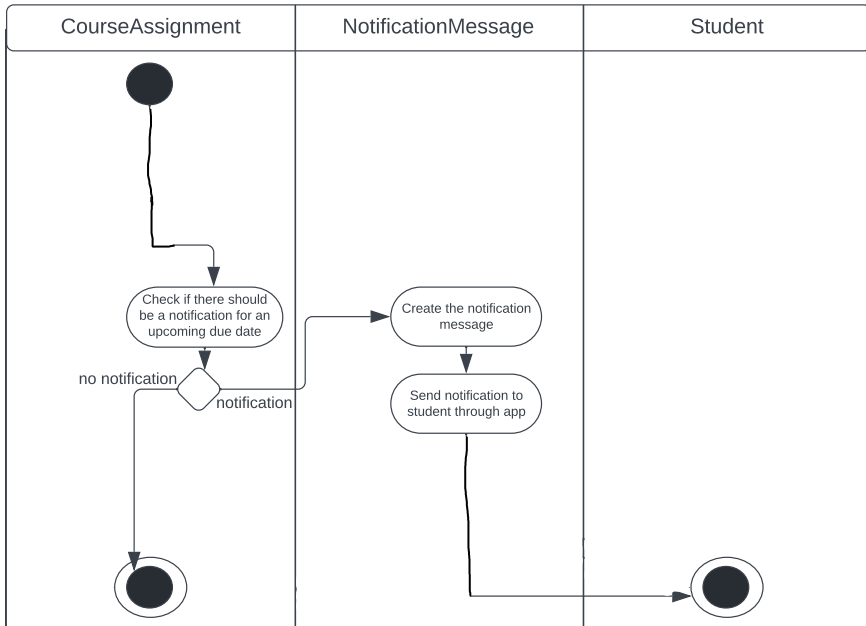 CourseAssignment
NotificationMessage
Student
Check if there should
be a notification for an
upcoming due date
Create the notification
message
no notification
notification
Send notification to
student through app